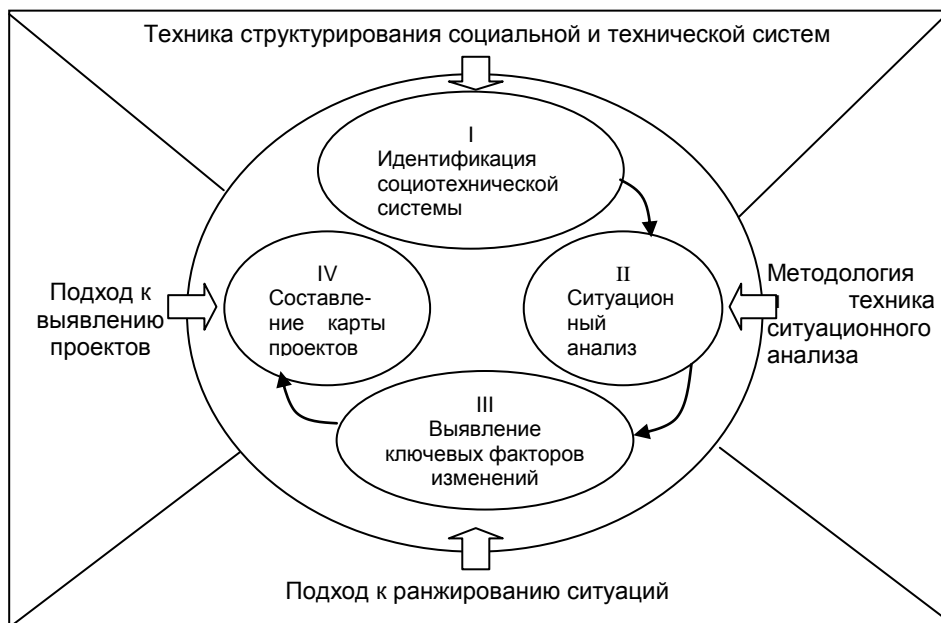 Техника структурирования социальной и технической систем
I
Идентификация
социотехнической
системы
II
Ситуацион
ный
анализ
Методология
техника
ситуационного
анализа
III
Выявление
ключевых факторов
изменений
IV
Составле-
ние карты
проектов
Подход к
выявлению
проектов
Подход к ранжированию ситуаций